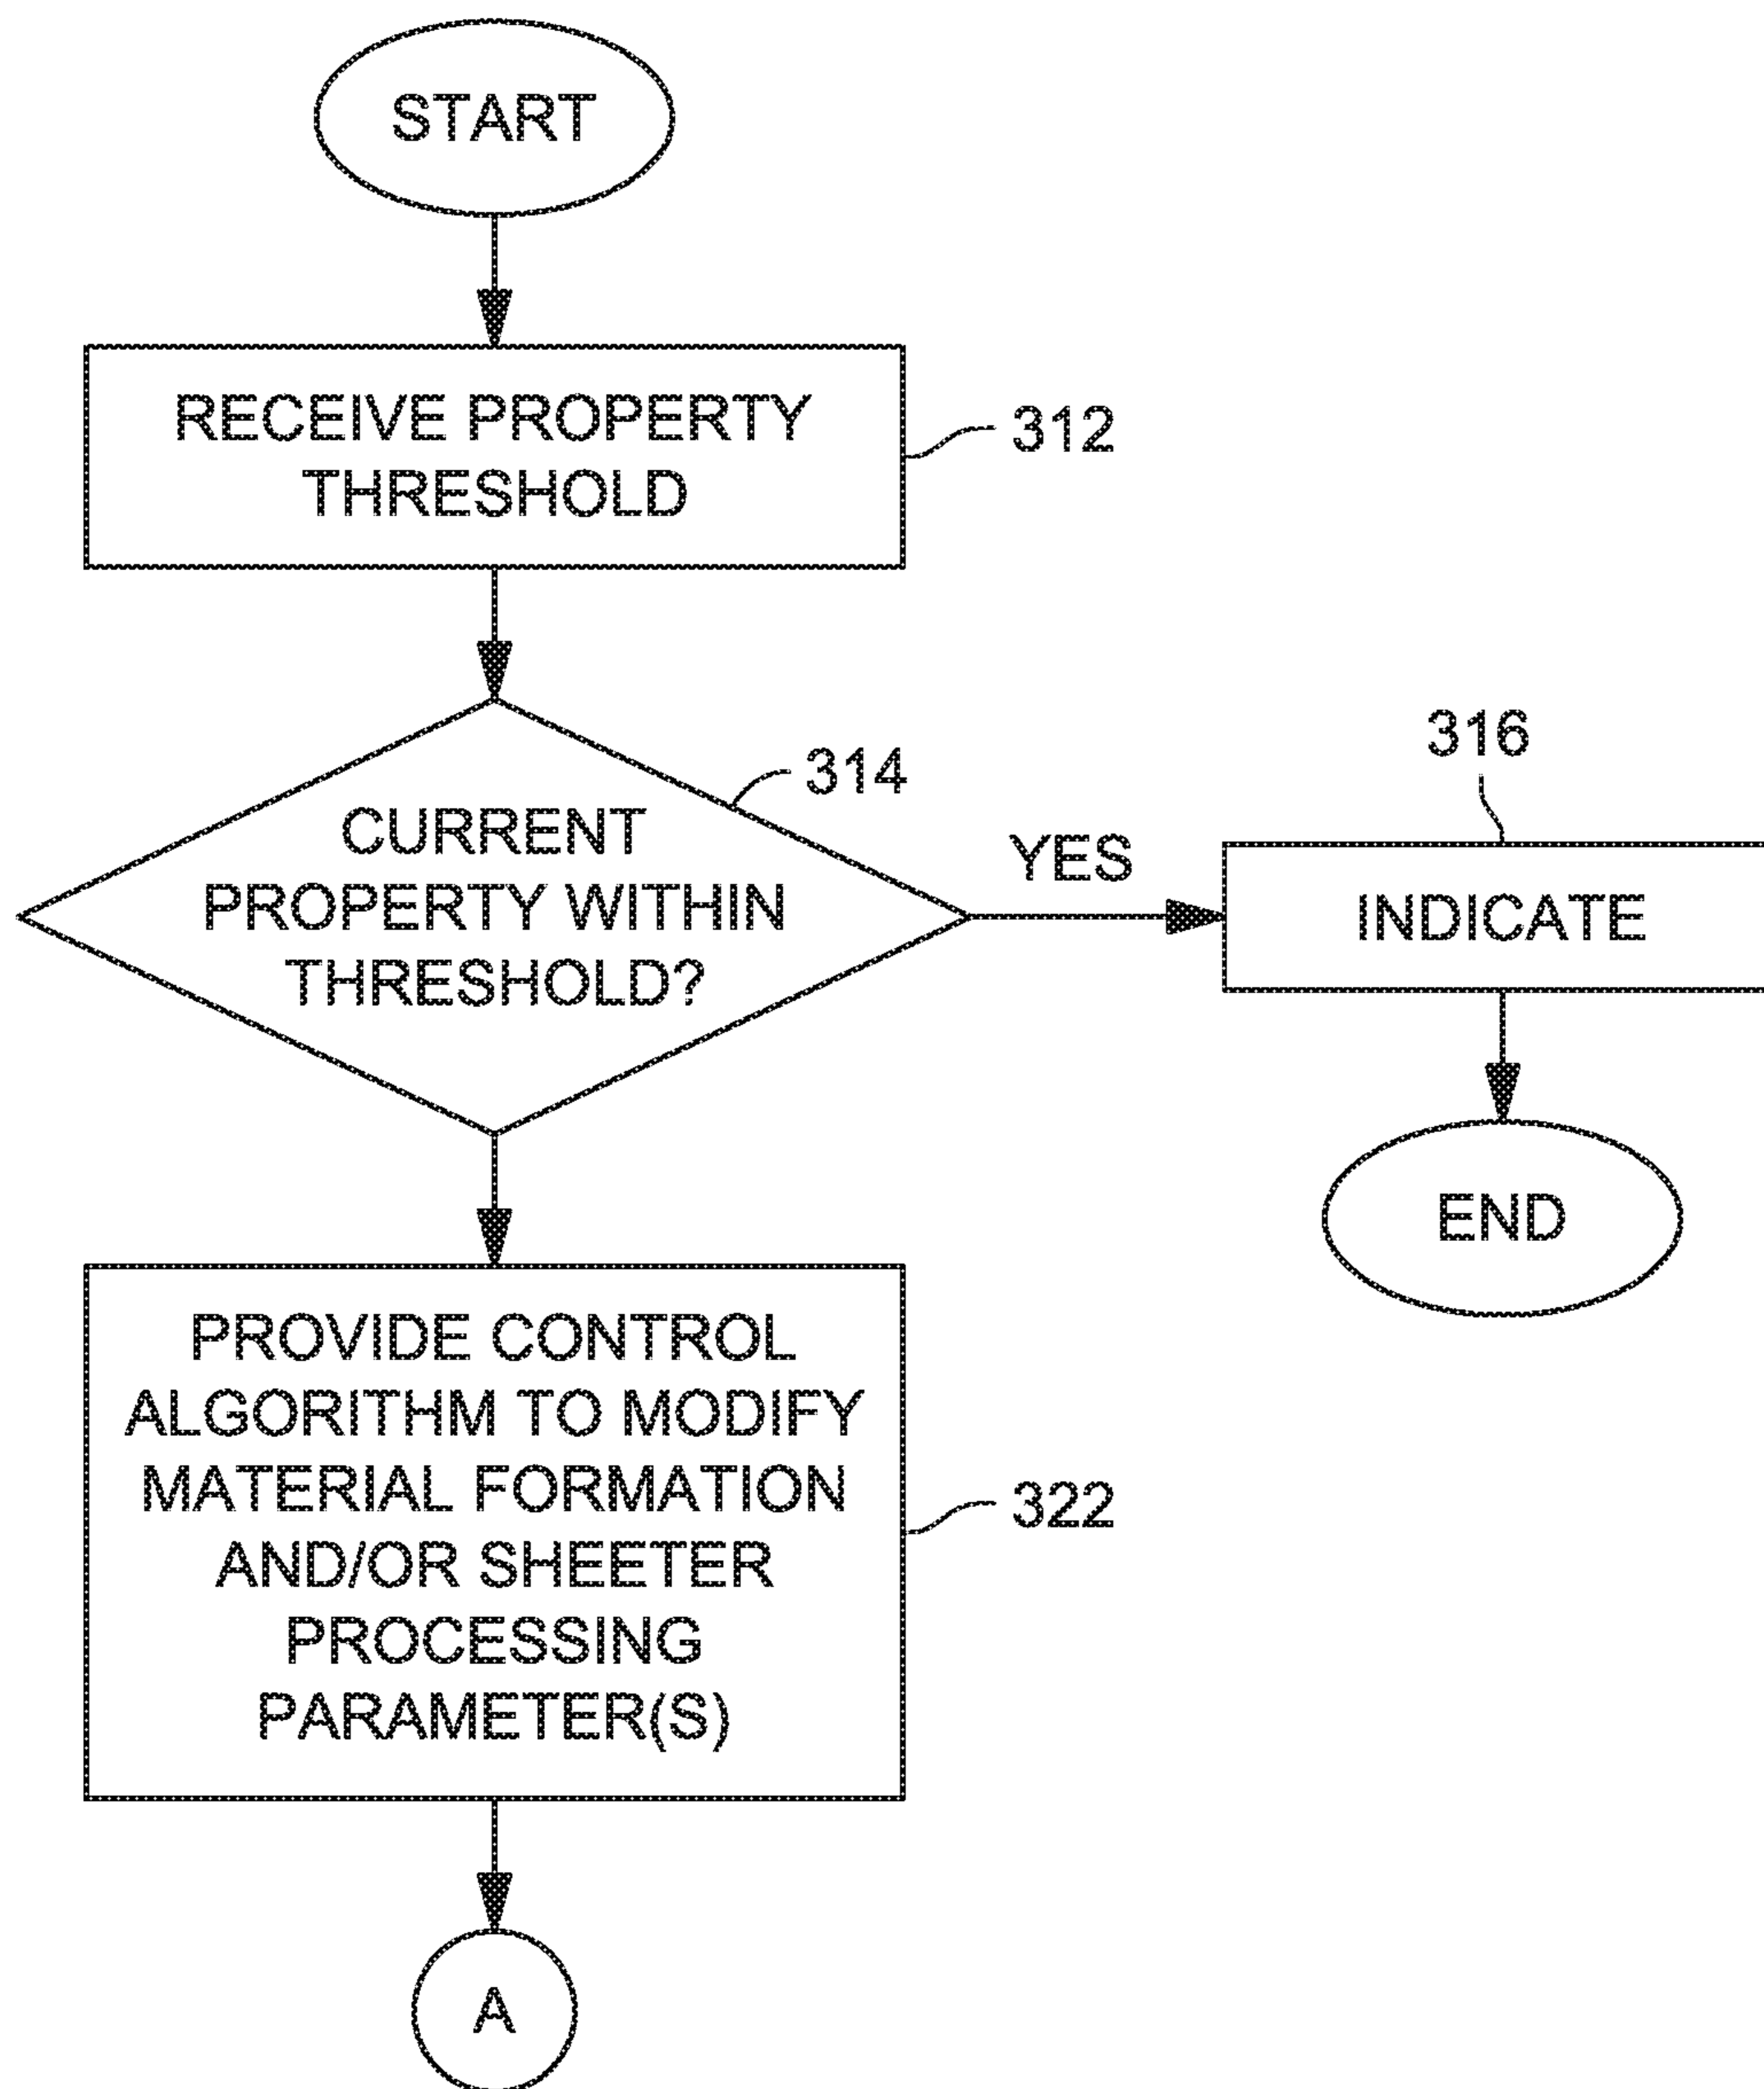 START
RECEIVE PROPERTY
THRESHOLD
312
314
CURRENT
PROPERTY WITHIN
THRESHOLD?
YES
316
INDICATE
END
PROVIDE CONTROL
ALGORITHM TO MODIFY
MATERIAL FORMATION
AND/OR SHEETER
PROCESSING
PARAMETER(S)
322
A